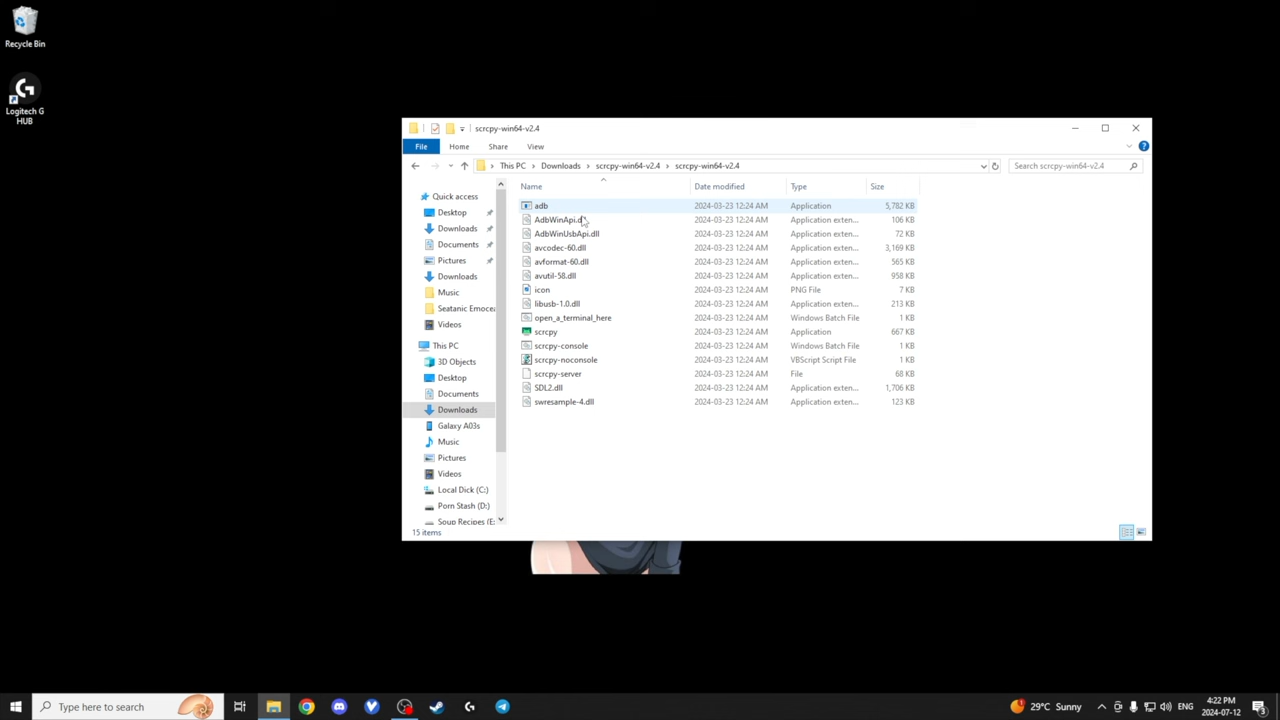 Recycle Bin
Logitech G
HUB
scrcpy-win64-v2.4
File Home Share View
This PC Downloads scrcpy-win64-v2.4 scrcpy-win64-v2.4 Search scrcpy-win64-v2.4
Name Date modified Type Size
Quick access
Desktop
Downloads
Documents
Pictures
Downloads
Music
Seatanic Emocea
Videos
This PC
3D Objects
Desktop
Documents
Downloads
Galaxy A03s
Music
Pictures
Videos
Local Dick (C:)
Porn Stash (D:)
Soup Recipes (E:
adb 2024-03-23 12:24 AM Application 5,782 KB
AdbWinApi.d 2024-03-23 12:24 AM Application exten... 106 KB
AdbWinUsbApi.dll 2024-03-23 12:24 AM Application exten... 72 KB
avcodec-60.dll 2024-03-23 12:24 AM Application exten... 3,169 KB
avformat-60.dll 2024-03-23 12:24 AM Application exten... 565 KB
avutil-58.dll 2024-03-23 12:24 AM Application exten... 958 KB
icon 2024-03-23 12:24 AM PNG File 7 KB
libusb-1.0.dll 2024-03-23 12:24 AM Application exten... 213 KB
open_a_terminal_here 2024-03-23 12:24 AM Windows Batch File 1 KB
scrcpy 2024-03-23 12:24 AM Application 667 KB
scrcpy-console 2024-03-23 12:24 AM Windows Batch File 1 KB
scrcpy-noconsole 2024-03-23 12:24 AM VBScript Script File 1 KB
scrcpy-server 2024-03-23 12:24 AM File 68 KB
SDL2.dll 2024-03-23 12:24 AM Application exten... 1,706 KB
swresample-4.dll 2024-03-23 12:24 AM Application exten... 123 KB
15 items
Type here to search
29°C Sunny
ENG
4:22 PM
2024-07-12
3